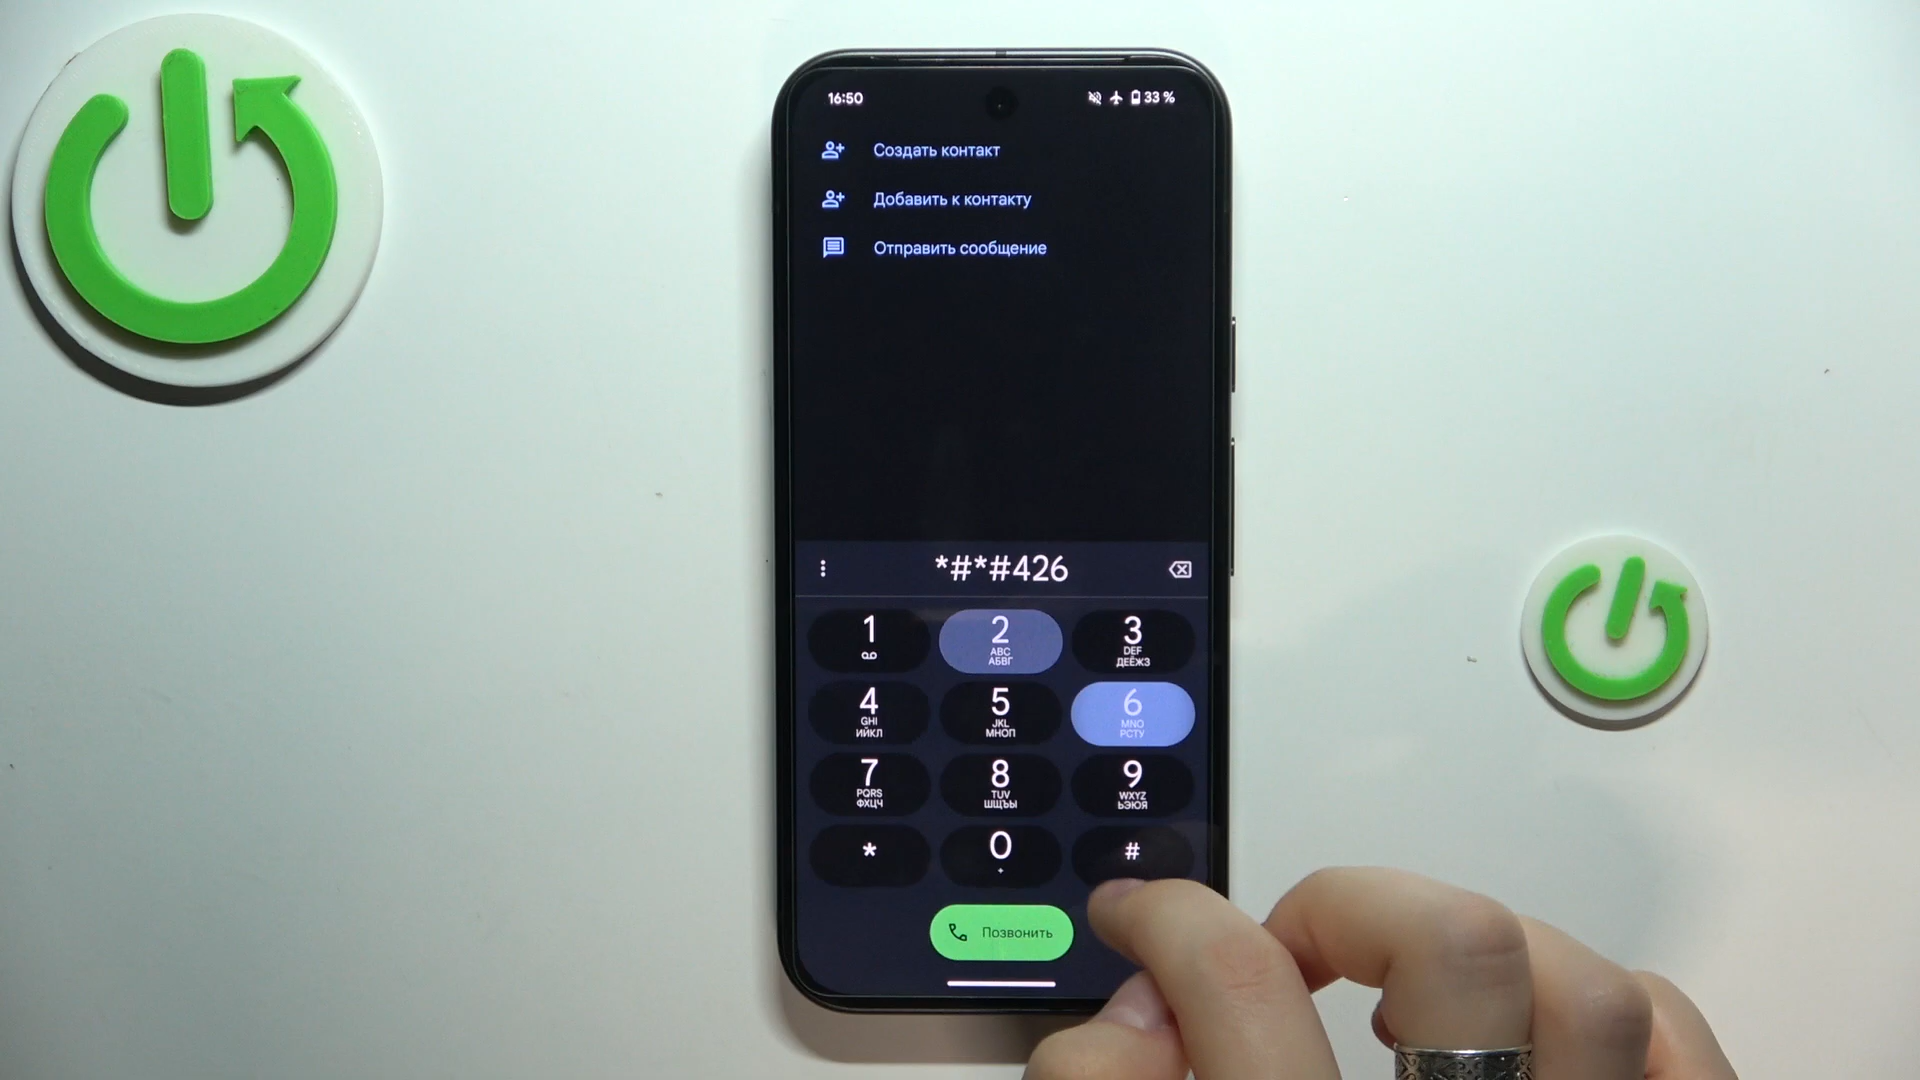 16:50
33 %
Создать контакт
Добавить к контакту
Отправить сообщение
*#*#426
1
2
ABC
АБВГ
3
DEF
ДЕЁЖЗ
4
GHI
ИЙКЛ
5
JKL
МНОП
6
MNO
РСТУ
7
PQRS
ФХЦЧ
8
TUV
ШЩЪЫ
9
WXYZ
ЬЭЮЯ
*
0
+
#
Позвонить